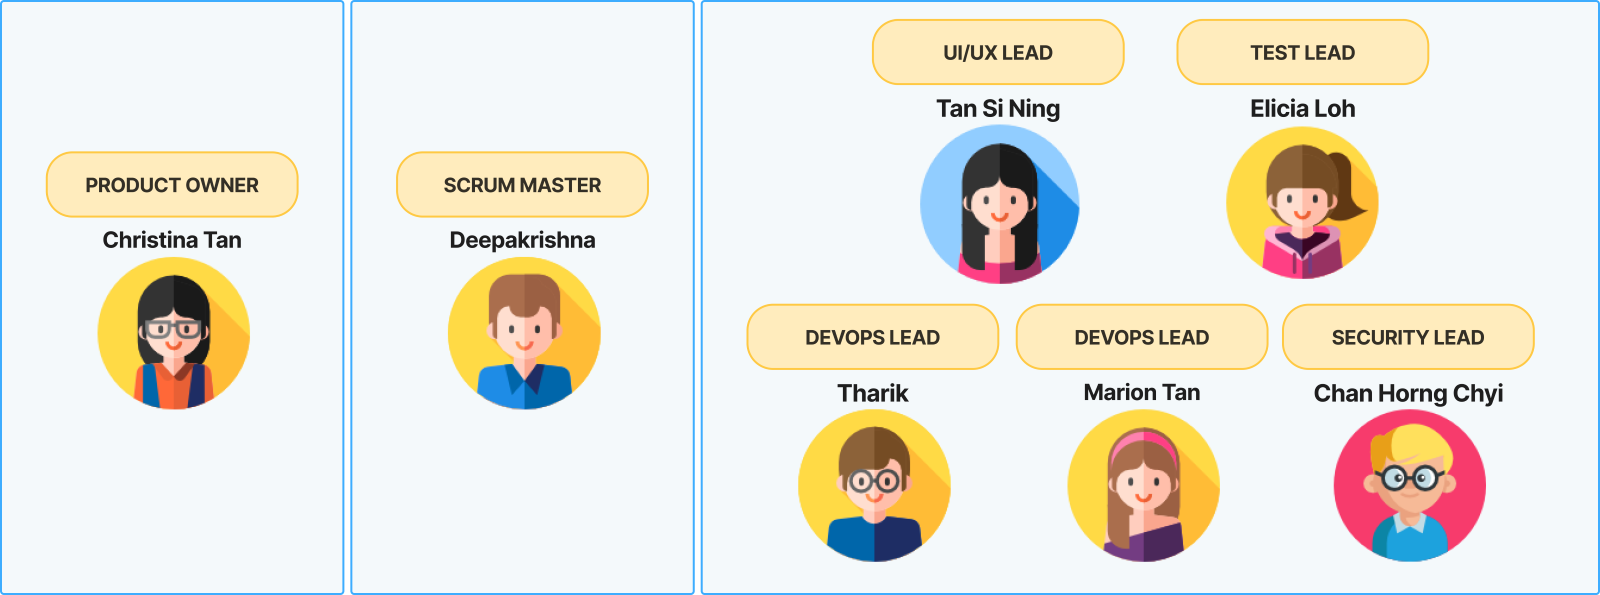 PRODUCT OWNER
Christina Tan
SCRUM MASTER
Deepakrishna
UI/UX LEAD
Tan Si Ning
TEST LEAD
Elicia Loh
DEVOPS LEAD
Tharik
DEVOPS LEAD
Marion Tan
SECURITY LEAD
Chan Horng Chyi